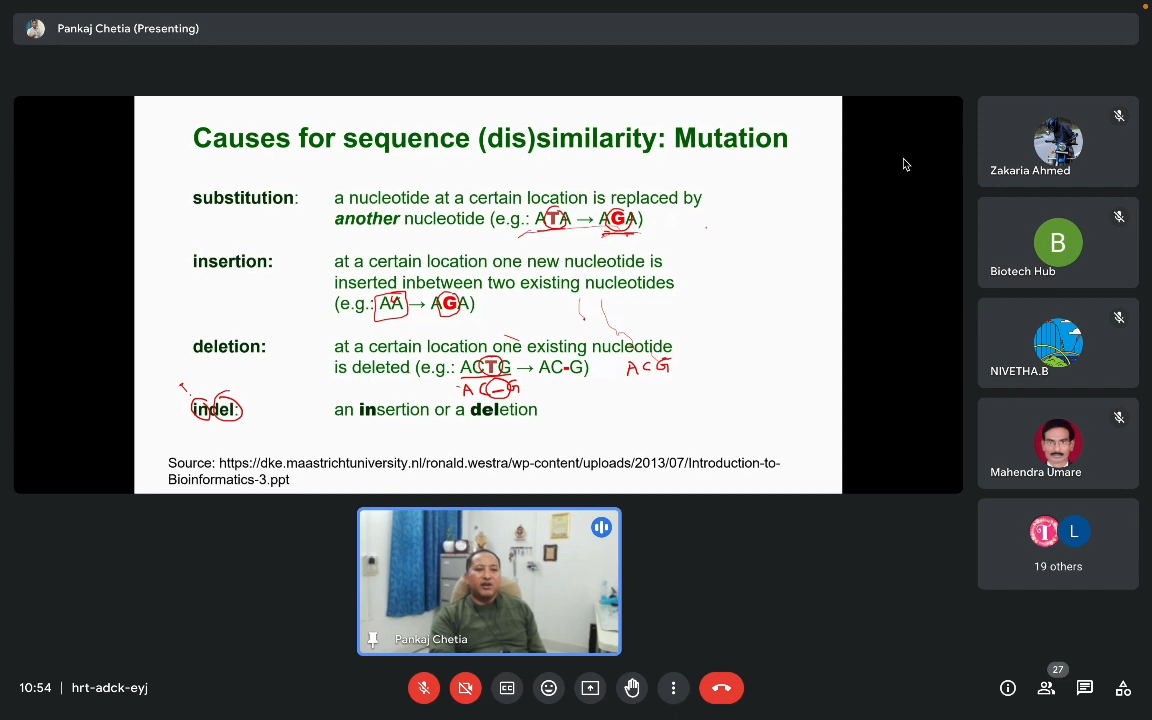 Pankaj Chetia (Presenting)
Causes for sequence (dis)similarity: Mutation
substitution: a nucleotide at a certain location is replaced by
another nucleotide (e.g.: ATA → AGA)
insertion: at a certain location one new nucleotide is
inserted inbetween two existing nucleotides
(e.g.: AA → AGA)
deletion: at a certain location one existing nucleotide
is deleted (e.g.: ACTG → AC-G)
A C G
A C - G
indel: an insertion or a deletion
Source: https://dke.maastrichtuniversity.nl/ronald.westra/wp-content/uploads/2013/07/Introduction-to-
Bioinformatics-3.ppt
Zakaria Ahmed
B
Biotech Hub
NIVETHA.B
Mahendra Umare
T L
19 others
Pankaj Chetia
10:54 | hrt-adck-eyj
27